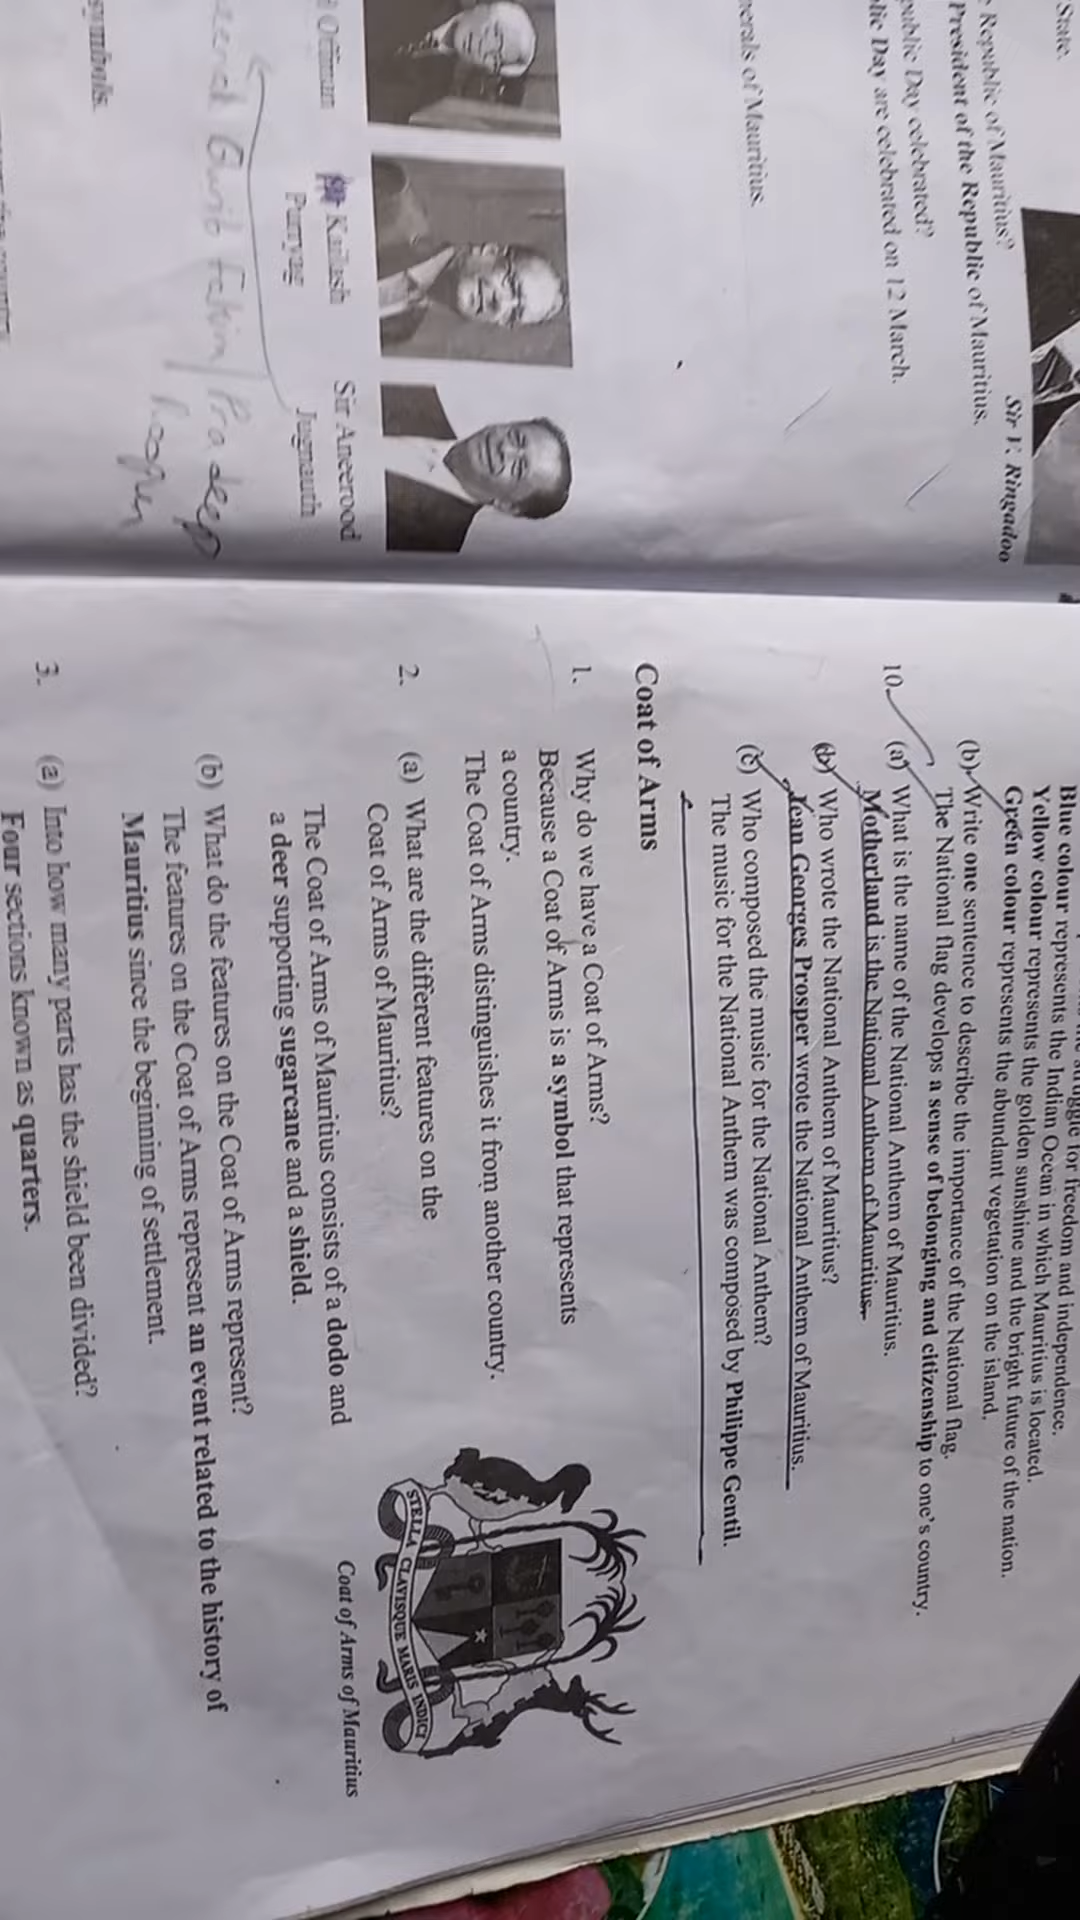 State.
Republic of Mauritius?
President of the Republic of Mauritius.
Sir V. Ringadoo
public Day celebrated?
lic Day are celebrated on 12 March.
of Mauritius.
Kailash
Purryag
Sir Aneerood
Jugnauth
Pradeep
symbols.
Blue colour represents the Indian Ocean in which Mauritius is located.
Yellow colour represents the golden sunshine and the bright future of the nation.
Green colour represents the abundant vegetation on the island.
for freedom and independence.
(b) Write one sentence to describe the importance of the National flag.
The National flag develops a sense of belonging and citizenship to one's country.
10. (a) What is the name of the National Anthem of Mauritius.
Motherland is the National Anthem of Mauritius.
(b) Who wrote the National Anthem of Mauritius?
Jean Georges Prosper wrote the National Anthem of Mauritius.
(c) Who composed the music for the National Anthem?
The music for the National Anthem was composed by Philippe Gentil.
Coat of Arms
1. Why do we have a Coat of Arms?
Because a Coat of Arms is a symbol that represents
a country.
The Coat of Arms distinguishes it from another country.
2. (a) What are the different features on the
Coat of Arms of Mauritius?
The Coat of Arms of Mauritius consists of a dodo and
a deer supporting sugarcane and a shield.
STELLA CLAVISQUE MARIS INDICI
Coat of Arms of Mauritius
(b) What do the features on the Coat of Arms represent?
The features on the Coat of Arms represent an event related to the history of
Mauritius since the beginning of settlement.
3. (a) Into how many parts has the shield been divided?
Four sections known as quarters.